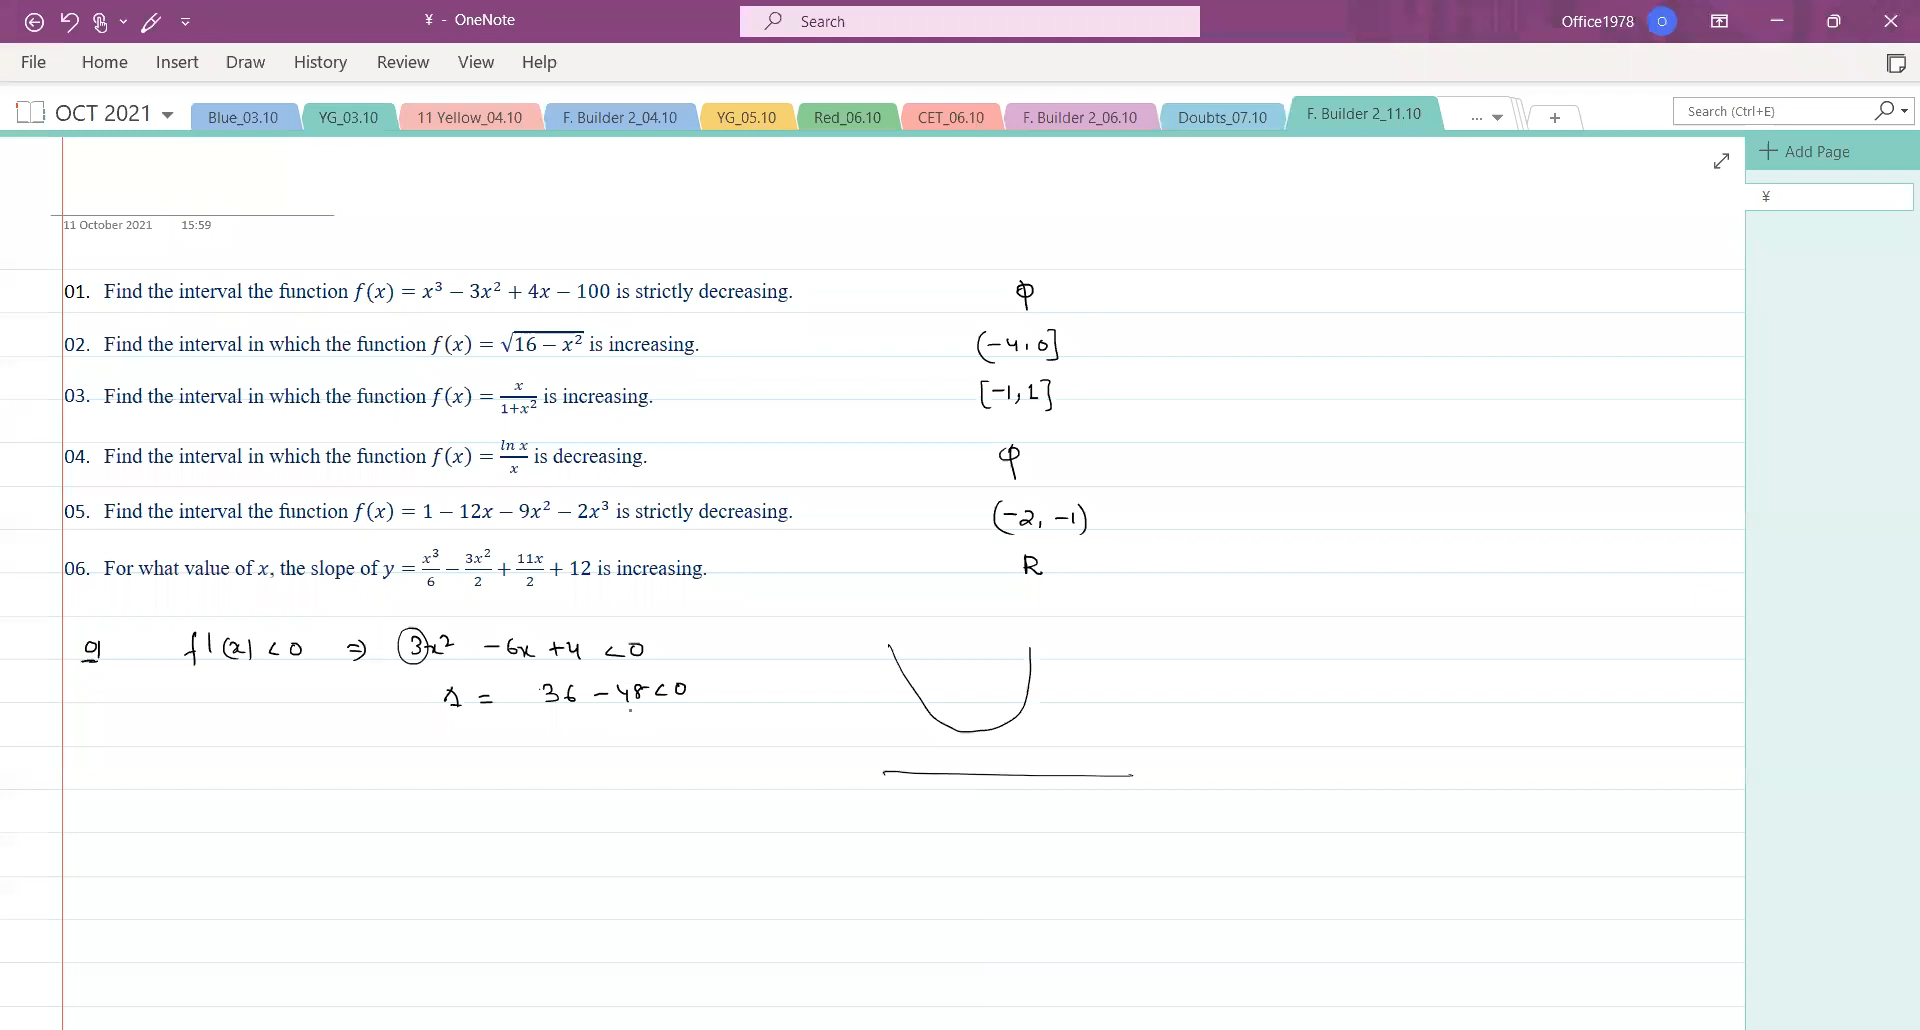 ¥ - OneNote
Search
Office1978
O
File Home Insert Draw History Review View Help
OCT 2021
Blue_03.10 YG_03.10 11 Yellow_04.10 F. Builder 2_04.10 YG_05.10 Red_06.10 CET_06.10 F. Builder 2_06.10 Doubts_07.10 F. Builder 2_11.10 ... +
Search (Ctrl+E)
+ Add Page
¥
11 October 2021 15:59
01. Find the interval the function f(x) = x³ − 3x² + 4x − 100 is strictly decreasing. φ
02. Find the interval in which the function f(x) = √(16 − x²) is increasing. (-4,0]
03. Find the interval in which the function f(x) = x/(1+x²) is increasing. [-1,1]
04. Find the interval in which the function f(x) = ln x/x is decreasing. φ
05. Find the interval the function f(x) = 1 − 12x − 9x² − 2x³ is strictly decreasing. (-2,-1)
06. For what value of x, the slope of y = x³/6 − 3x²/2 + 11x/2 + 12 is increasing. R
01 f'(x) < 0 ⇒ 3x² - 6x + 4 < 0
= 36 - 48 < 0